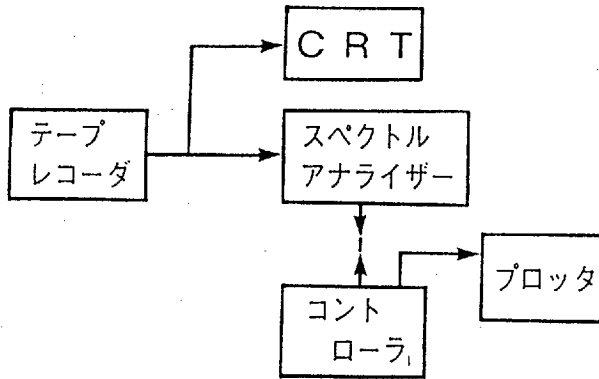 CRT
テープ
レコーダ
スペクトル
アナライザー
プロッタ
コント
ローラ